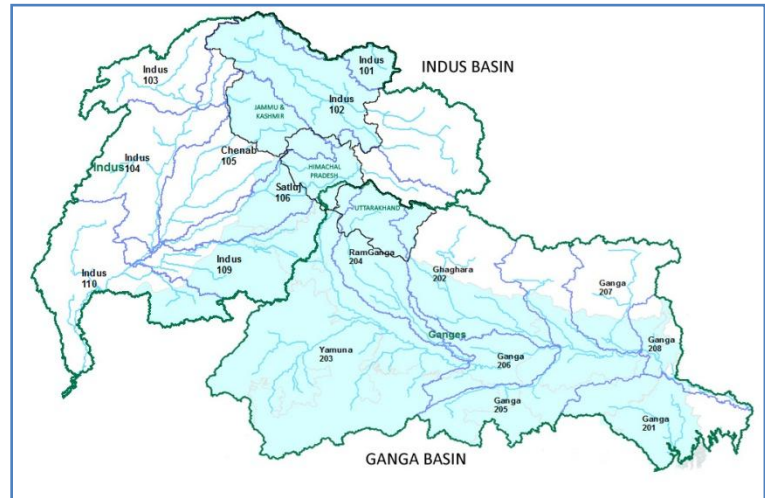 INDUS BASIN
Indus
101
Indus
103
Indus
102
JAMMU &
KASHMIR
Chenab
105
Indus
104
Indus
HIMACHAL
PRADESH
Satluj
106
UTTARAKHAND
RamGanga
204
Indus
109
Ghaghara
202
Indus
110
Ganga
207
Ganges
Ganga
208
Yamuna
203
Ganga
206
Ganga
205
Ganga
201
GANGA BASIN